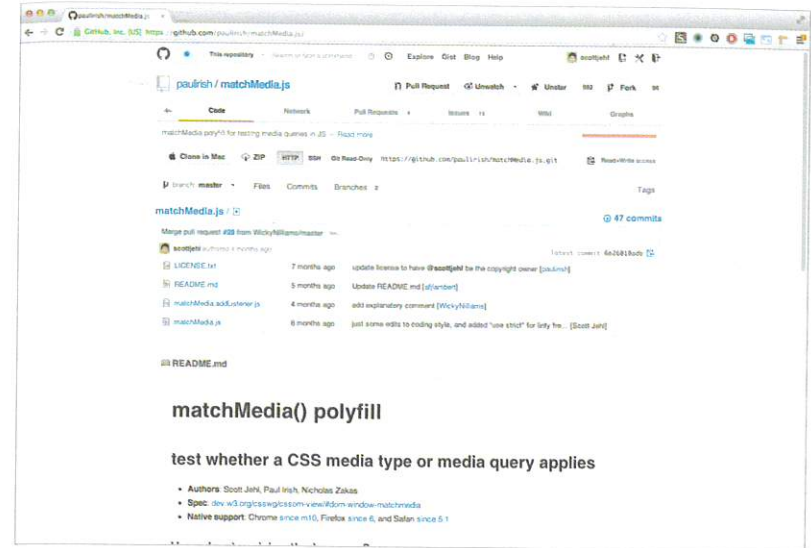 paulirish/matchMedia.js
GitHub, Inc. [US] https://github.com/paulirish/matchMedia.js/
This repository
Explore Gist Blog Help
scottjehl
paulirish / matchMedia.js
Pull Request Unwatch Unstar Fork
Code Network Pull Requests Issues Wiki Graphs
matchMedia polyfill for testing media queries in JS — Read more
Clone in Mac ZIP HTTP SSH Git Read-Only https://github.com/paulirish/matchMedia.js.git Read+Write access
branch: master Files Commits Branches Tags
matchMedia.js /
47 commits
Merge pull request #28 from WickyNilliams/master
scottjehl authored 4 months ago
latest commit
LICENSE.txt 7 months ago update license to have @scottjehl be the copyright owner [paulirish]
README.md 5 months ago Update README.md
matchMedia.addListener.js 4 months ago add explanatory comment [WickyNilliams]
matchMedia.js 6 months ago just some edits to coding style, and added "use strict" for linty fre... [Scott Jehl]
README.md
matchMedia() polyfill
test whether a CSS media type or media query applies
• Authors: Scott Jehl, Paul Irish, Nicholas Zakas
• Spec: dev.w3.org/csswg/cssom-view/#dom-window-matchmedia
• Native support: Chrome since m10, Firefox since 6, and Safari since 5.1